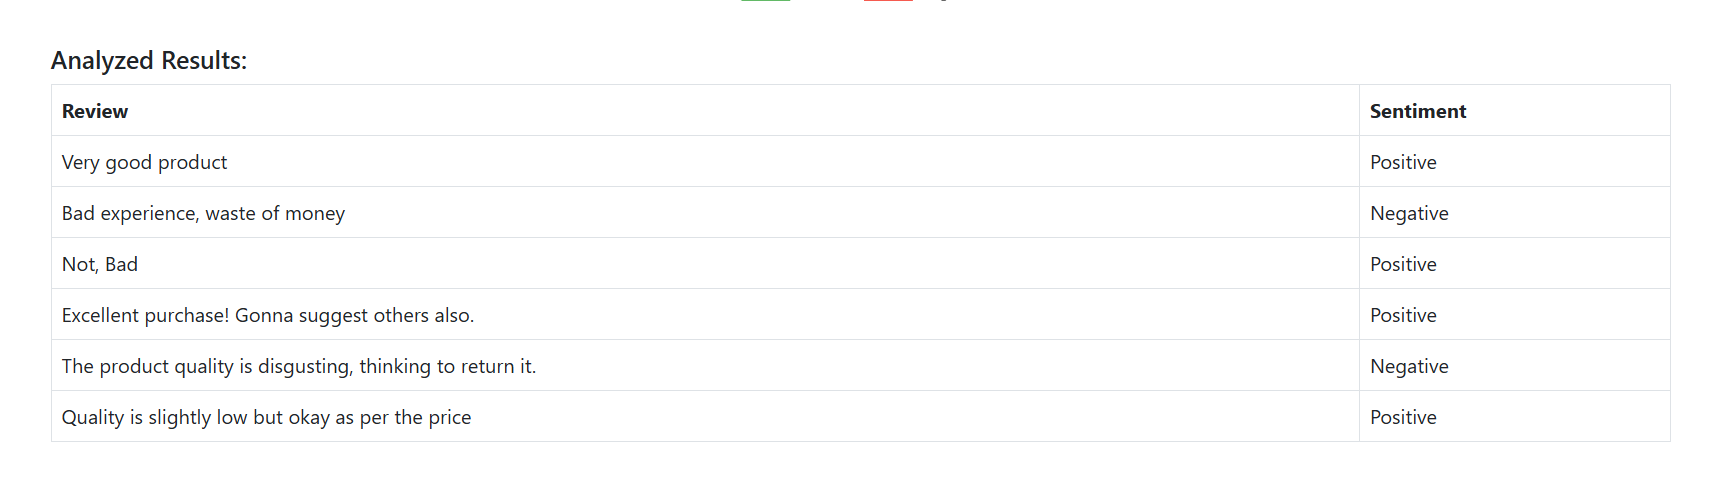 Analyzed Results:
Review Sentiment
Very good product Positive
Bad experience, waste of money Negative
Not, Bad Positive
Excellent purchase! Gonna suggest others also. Positive
The product quality is disgusting, thinking to return it. Negative
Quality is slightly low but okay as per the price Positive